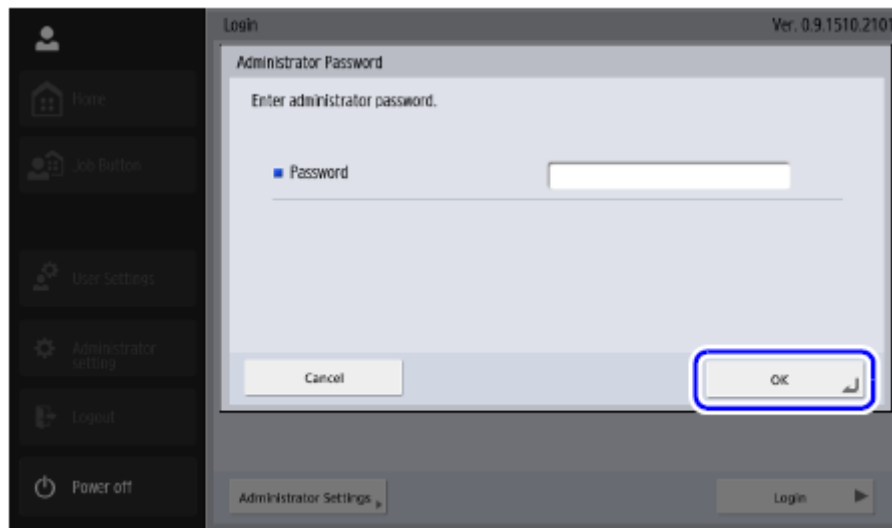 Login
Ver. 0.9.1510.2101
Administrator Password
Enter administrator password.
Home
Job Button
Password
User Settings
Administrator
setting
Cancel
OK
Logout
Power off
Administrator Settings
Login